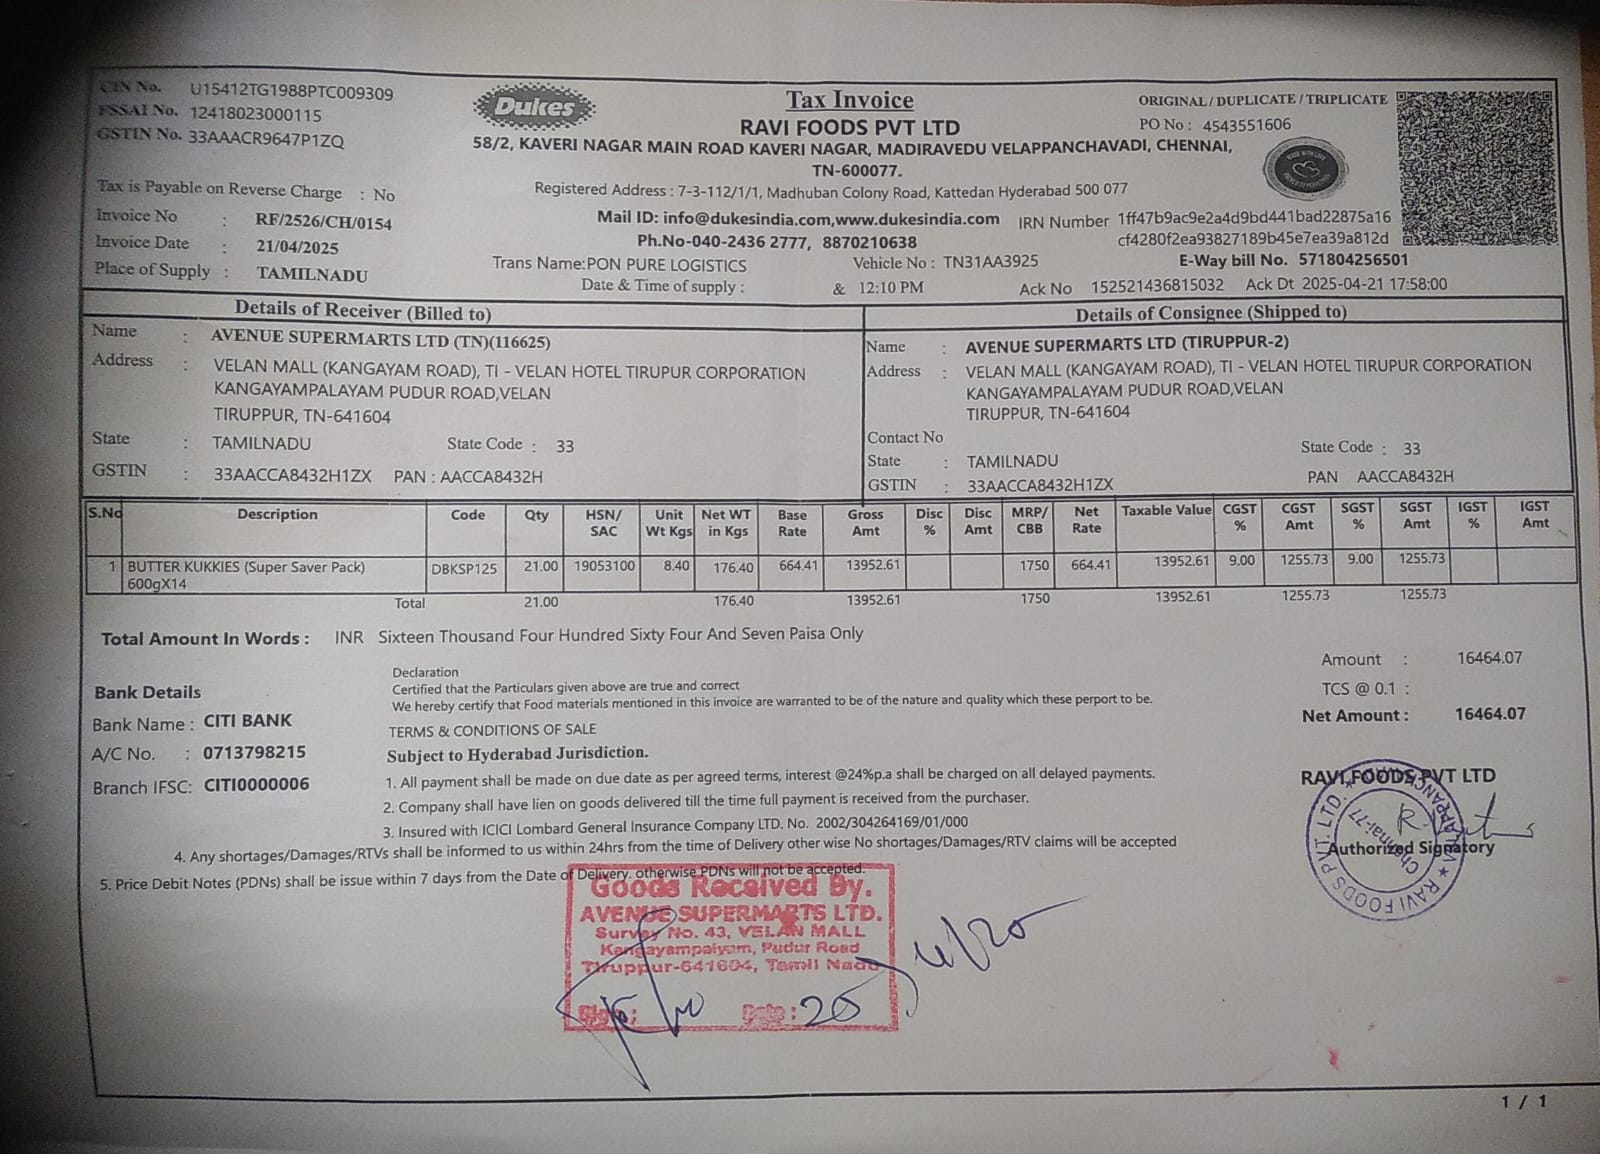 CIN No. U15412TG1988PTC009309
FSSAI No. 12418023000115
GSTIN No. 33AAACR9647P1ZQ
Dukes
Tax Invoice
RAVI FOODS PVT LTD
58/2, KAVERI NAGAR MAIN ROAD KAVERI NAGAR, MADIRAVEDU VELAPPANCHAVADI, CHENNAI,
TN-600077.
Registered Address : 7-3-112/1/1, Madhuban Colony Road, Kattedan Hyderabad 500 077
Mail ID: info@dukesindia.com,www.dukesindia.com
Ph.No-040-2436 2777, 8870210638
ORIGINAL / DUPLICATE / TRIPLICATE
PO No : 4543551606
Tax is Payable on Reverse Charge : No
Invoice No : RF/2526/CH/0154
Invoice Date : 21/04/2025
Place of Supply : TAMILNADU
IRN Number 1ff47b9ac9e2a4d9bd441bad22875a16
cf4280f2ea93827189b45e7ea39a812d
Trans Name:PON PURE LOGISTICS Vehicle No : TN31AA3925 E-Way bill No. 571804256501
Date & Time of supply : & 12:10 PM Ack No 152521436815032 Ack Dt 2025-04-21 17:58:00
Details of Receiver (Billed to)
Name : AVENUE SUPERMARTS LTD (TN)(116625)
Address : VELAN MALL (KANGAYAM ROAD), TI - VELAN HOTEL TIRUPUR CORPORATION
KANGAYAMPALAYAM PUDUR ROAD,VELAN
TIRUPPUR, TN-641604
State : TAMILNADU State Code : 33
GSTIN : 33AACCA8432H1ZX PAN : AACCA8432H
Details of Consignee (Shipped to)
Name : AVENUE SUPERMARTS LTD (TIRUPPUR-2)
Address : VELAN MALL (KANGAYAM ROAD), TI - VELAN HOTEL TIRUPUR CORPORATION
KANGAYAMPALAYAM PUDUR ROAD,VELAN
TIRUPPUR, TN-641604
Contact No
State : TAMILNADU State Code : 33
GSTIN : 33AACCA8432H1ZX PAN AACCA8432H
S.No Description Code Qty HSN/ SAC Unit Wt Kgs Net WT in Kgs Base Rate Gross Amt Disc % Disc Amt MRP/ CBB Net Rate Taxable Value CGST % CGST Amt SGST % SGST Amt IGST % IGST Amt
1 BUTTER KUKKIES (Super Saver Pack) DBKSP125 21.00 19053100 8.40 176.40 664.41 13952.61 1750 664.41 13952.61 9.00 1255.73 9.00 1255.73
600gX14
Total 21.00 176.40 13952.61 1750 13952.61 1255.73 1255.73
Total Amount In Words : INR Sixteen Thousand Four Hundred Sixty Four And Seven Paisa Only
Amount : 16464.07
TCS @ 0.1 :
Net Amount : 16464.07
Bank Details
Bank Name : CITI BANK
A/C No. : 0713798215
Branch IFSC: CITI0000006
Declaration
Certified that the Particulars given above are true and correct
We hereby certify that Food materials mentioned in this invoice are warranted to be of the nature and quality which these perport to be.
TERMS & CONDITIONS OF SALE
Subject to Hyderabad Jurisdiction.
1. All payment shall be made on due date as per agreed terms, interest @24%p.a shall be charged on all delayed payments.
2. Company shall have lien on goods delivered till the time full payment is received from the purchaser.
3. Insured with ICICI Lombard General Insurance Company LTD. No. 2002/304264169/01/000
4. Any shortages/Damages/RTVs shall be informed to us within 24hrs from the time of Delivery other wise No shortages/Damages/RTV claims will be accepted
5. Price Debit Notes (PDNs) shall be issue within 7 days from the Date of Delivery, otherwise PDNs will not be accepted.
RAVI FOODS PVT LTD
Authorized Signatory
RAVI FOODS PVT. LTD.
Chennai-77
Goods Received By.
AVENUE SUPERMARTS LTD.
Survey No. 43, VELAN MALL
Kangayampalyam, Pudur Road
Tiruppur-641604, Tamil Nadu
Sign: Date: 25
1 / 1